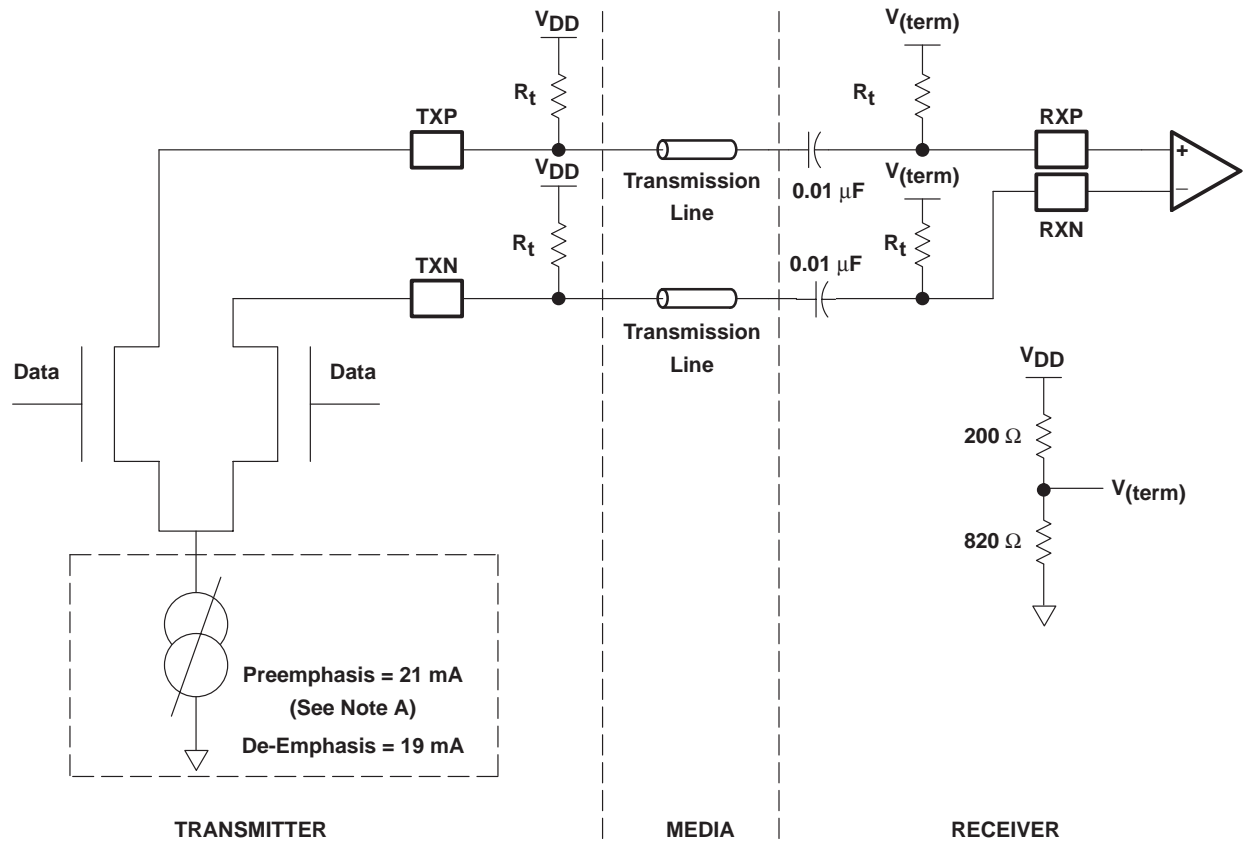 VDD
V(term)
Rt
Rt
TXP
RXP
VDD
V(term)
+
Transmission
Line
0.01 μF
−
RXN
Rt
Rt
TXN
0.01 μF
Transmission
Line
Data
Data
VDD
200 Ω
V(term)
820 Ω
Preemphasis = 21 mA
(See Note A)
De-Emphasis = 19 mA
TRANSMITTER
MEDIA
RECEIVER